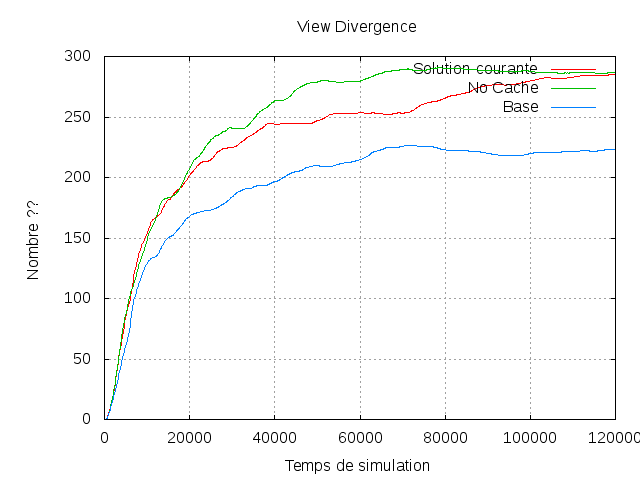 View Divergence
300
250
200
150
100
50
0
Nombre ??
Solution courante
No Cache
Base
0 20000 40000 60000 80000 100000 120000
Temps de simulation